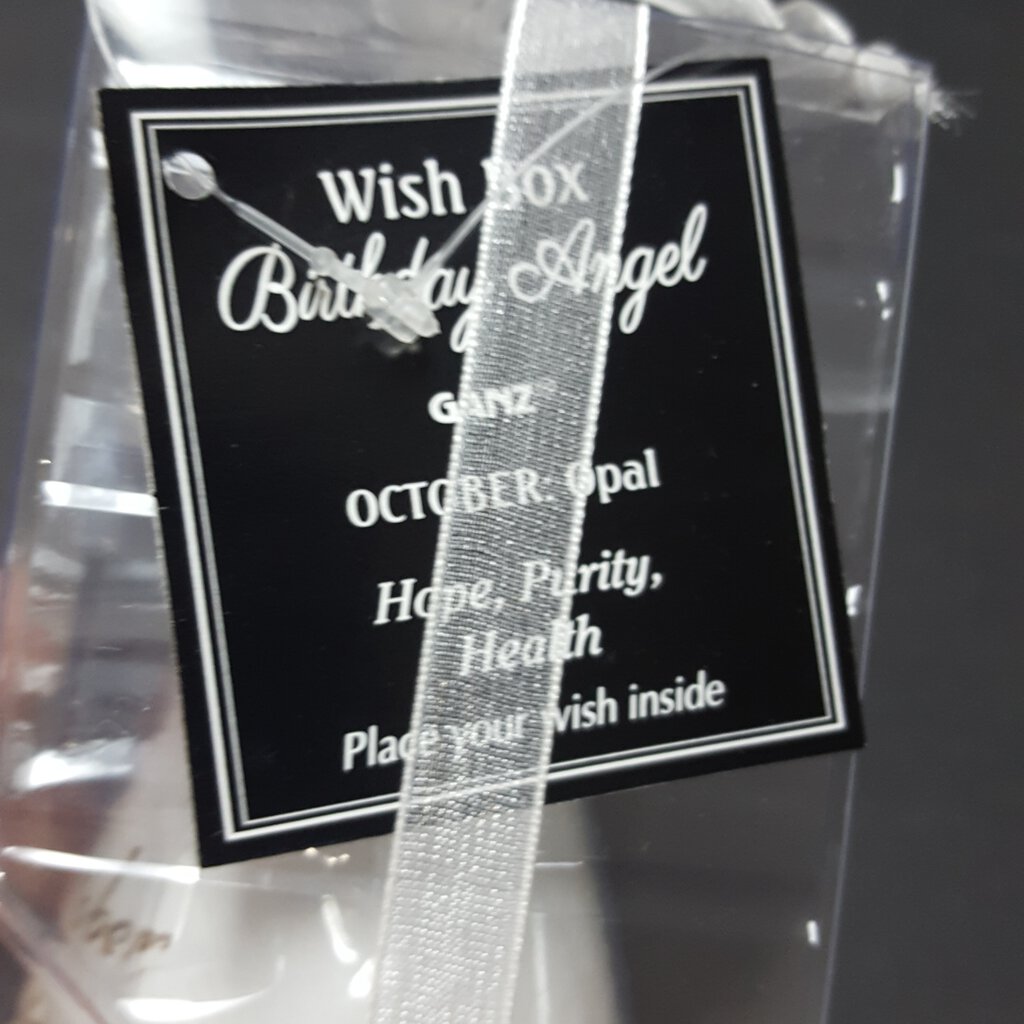 Wish Box
Birthday Angel
GANZ
OCTOBER: Opal
Hope, Purity,
Health
Place your wish inside